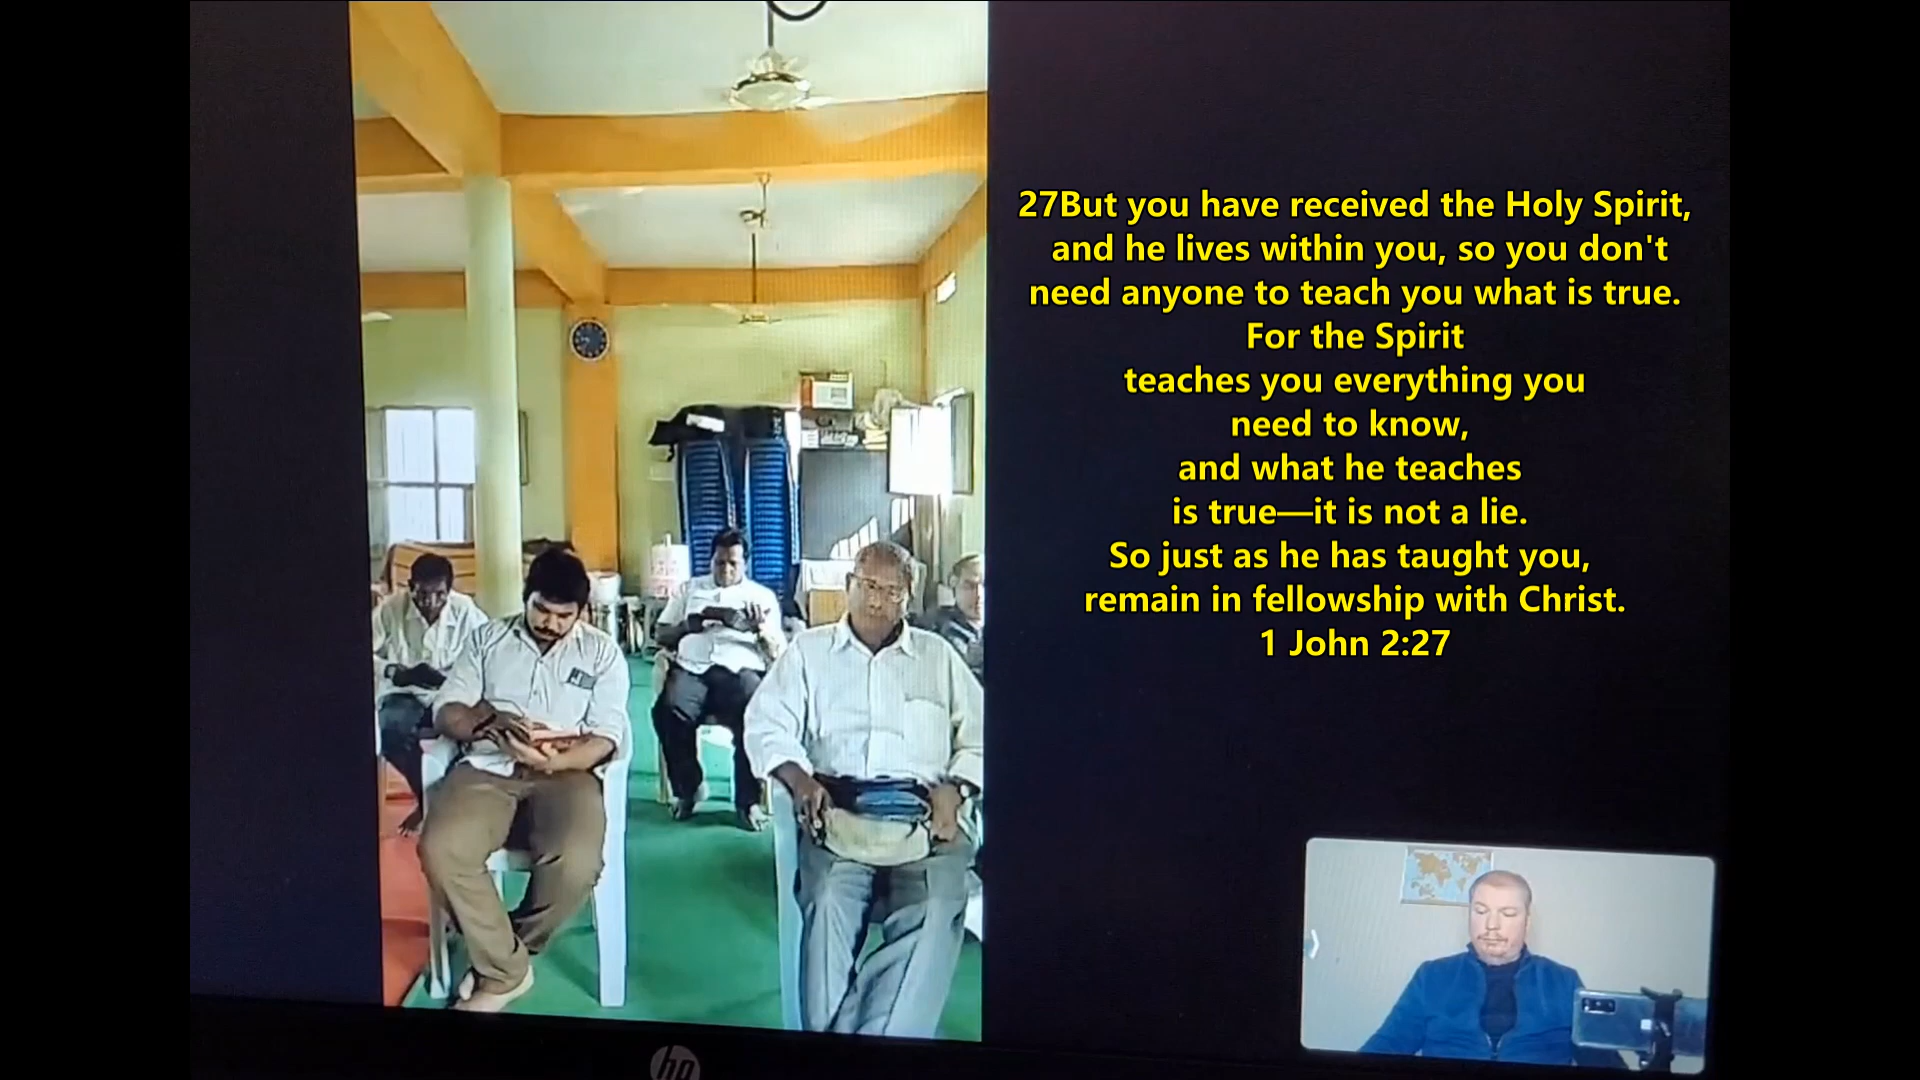 27But you have received the Holy Spirit,
and he lives within you, so you don't
need anyone to teach you what is true.
For the Spirit
teaches you everything you
need to know,
and what he teaches
is true—it is not a lie.
So just as he has taught you,
remain in fellowship with Christ.
1 John 2:27
hp